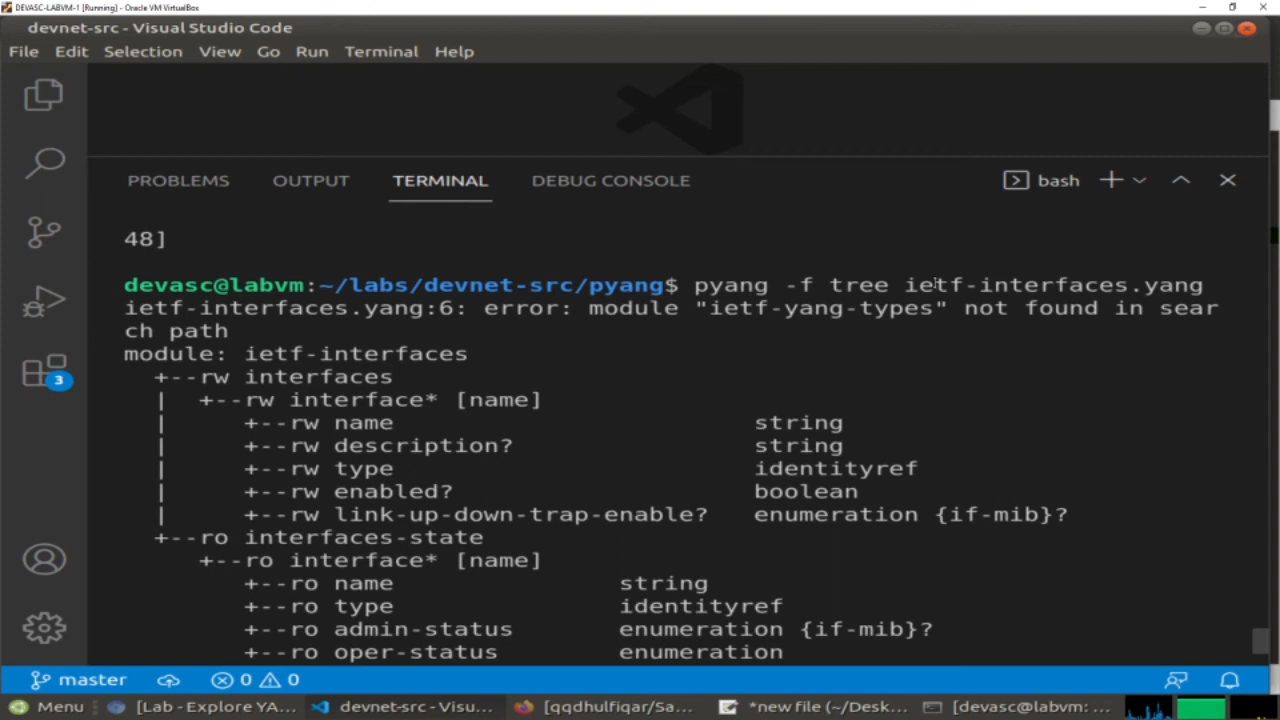 DEVASC-LABVM-1 [Running] - Oracle VM VirtualBox
devnet-src - Visual Studio Code
File Edit Selection View Go Run Terminal Help
PROBLEMS OUTPUT TERMINAL DEBUG CONSOLE bash
48]
devasc@labvm:~/labs/devnet-src/pyang$ pyang -f tree ietf-interfaces.yang
ietf-interfaces.yang:6: error: module "ietf-yang-types" not found in sear
ch path
module: ietf-interfaces
+--rw interfaces
| +--rw interface* [name]
| +--rw name string
| +--rw description? string
| +--rw type identityref
| +--rw enabled? boolean
| +--rw link-up-down-trap-enable? enumeration {if-mib}?
+--ro interfaces-state
+--ro interface* [name]
+--ro name string
+--ro type identityref
+--ro admin-status enumeration {if-mib}?
+--ro oper-status enumeration
3
master 0 0
Menu [Lab - Explore YA... devnet-src - Visu... [qqdhulfiqar/Sa... *new file (~/Desk... [devasc@labvm: ...